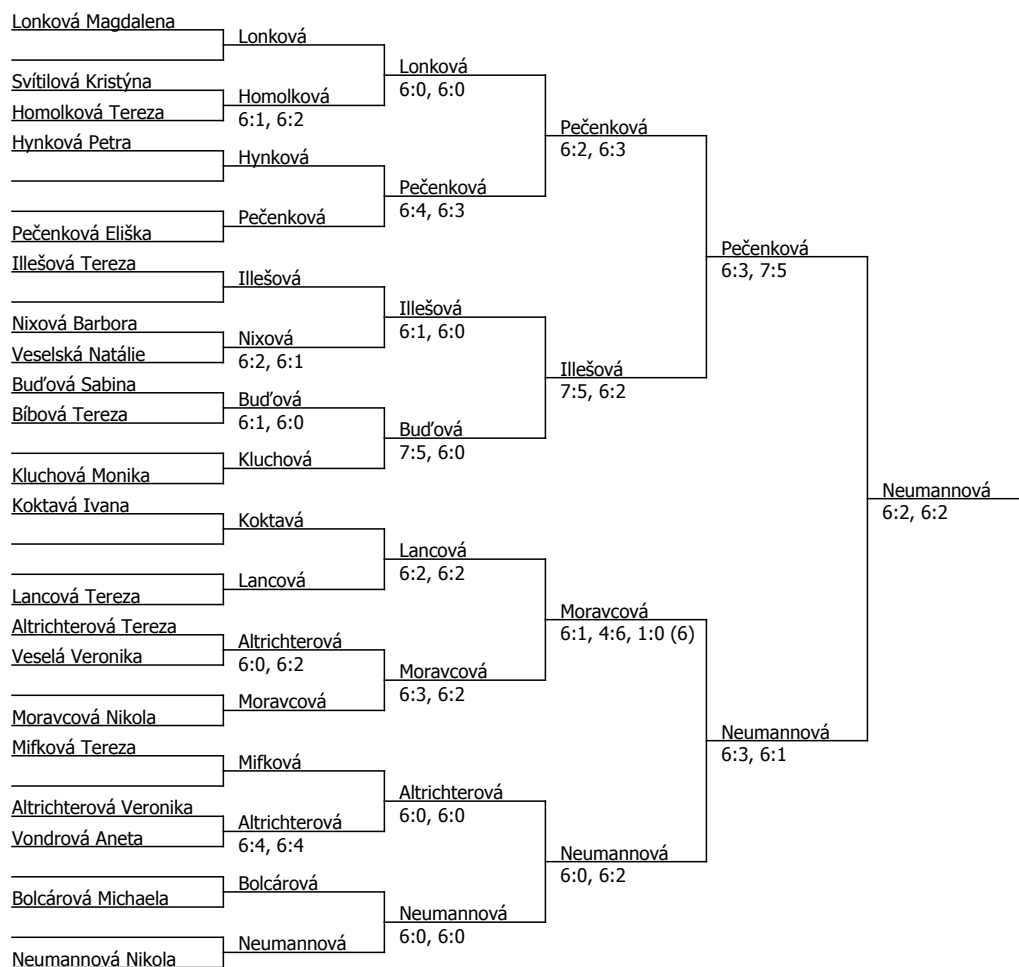 Lonková Magdalena
Svítilová Kristýna
Homolková Tereza
Hynková Petra
Pečenková Eliška
Illešová Tereza
Nixová Barbora
Veselská Natálie
Buďová Sabina
Bíbová Tereza
Kluchová Monika
Koktavá Ivana
Lancová Tereza
Altrichterová Tereza
Veselá Veronika
Moravcová Nikola
Mifková Tereza
Altrichterová Veronika
Vondrová Aneta
Bolcárová Michaela
Neumannová Nikola
Lonková
Homolková
6:1, 6:2
Hynková
Pečenková
Illešová
Nixová
6:2, 6:1
Buďová
6:1, 6:0
Kluchová
Koktavá
Lancová
Altrichterová
6:0, 6:2
Moravcová
Mifková
Altrichterová
6:4, 6:4
Bolcárová
Neumannová
Lonková
6:0, 6:0
Pečenková
6:4, 6:3
Illešová
6:1, 6:0
Buďová
7:5, 6:0
Lancová
6:2, 6:2
Moravcová
6:3, 6:2
Altrichterová
6:0, 6:0
Neumannová
6:0, 6:0
Pečenková
6:2, 6:3
Illešová
7:5, 6:2
Moravcová
6:1, 4:6, 1:0 (6)
Neumannová
6:0, 6:2
Pečenková
6:3, 7:5
Neumannová
6:3, 6:1
Neumannová
6:2, 6:2